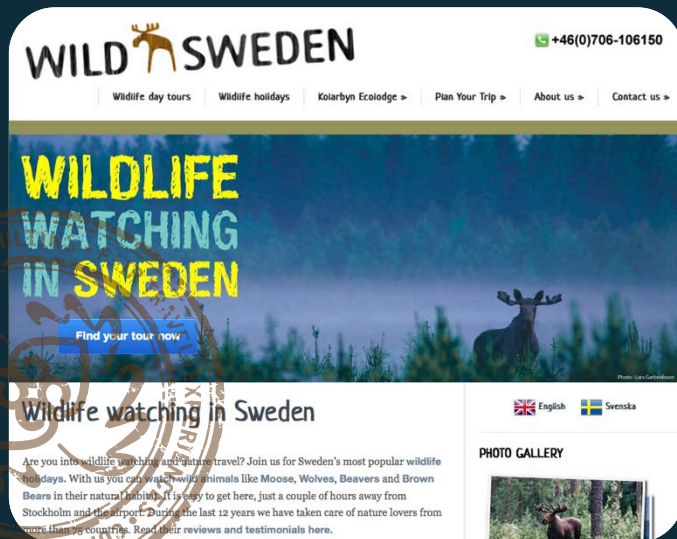 WILD SWEDEN
+46(0)706-106150
Wildlife day tours Wildlife holidays Kolarbyn Ecolodge » Plan Your Trip » About us » Contact us »
WILDLIFE
WATCHING
IN SWEDEN
Find your tour now
Photo: Lars Gabrielsson
Wildlife watching in Sweden
English Svenska
Are you into wildlife watching and nature travel? Join us for Sweden's most popular wildlife
holidays. With us you can watch wild animals like Moose, Wolves, Beavers and Brown
Bears in their natural habitat. It is easy to get here, just a couple of hours away from
Stockholm and the airport. During the last 12 years we have taken care of nature lovers from
more than 75 countries. Read their reviews and testimonials here.
PHOTO GALLERY